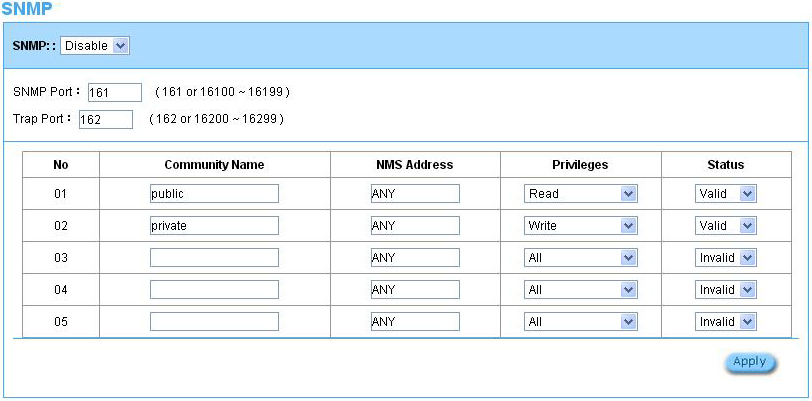 SNMP
SNMP:: Disable
SNMP Port : 161 ( 161 or 16100 ~ 16199 )
Trap Port : 162 ( 162 or 16200 ~ 16299 )
No Community Name NMS Address Privileges Status
01 public ANY Read Valid
02 private ANY Write Valid
03 ANY All Invalid
04 ANY All Invalid
05 ANY All Invalid
Apply